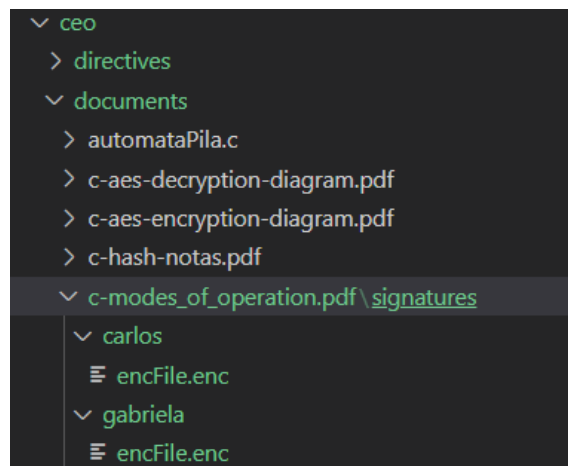 ceo
directives
documents
automataPila.c
c-aes-decryption-diagram.pdf
c-aes-encryption-diagram.pdf
c-hash-notas.pdf
c-modes_of_operation.pdf\signatures
carlos
encFile.enc
gabriela
encFile.enc